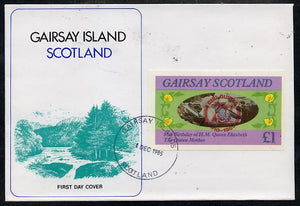 GAIRSAY ISLAND
SCOTLAND
FIRST DAY COVER
GAIRSAY SCOTLAND
85th Birthday of H.M. Queen Elizabeth
The Queen Mother
£1
GAIRSAY
1 DEC 1985
SCOTLAND